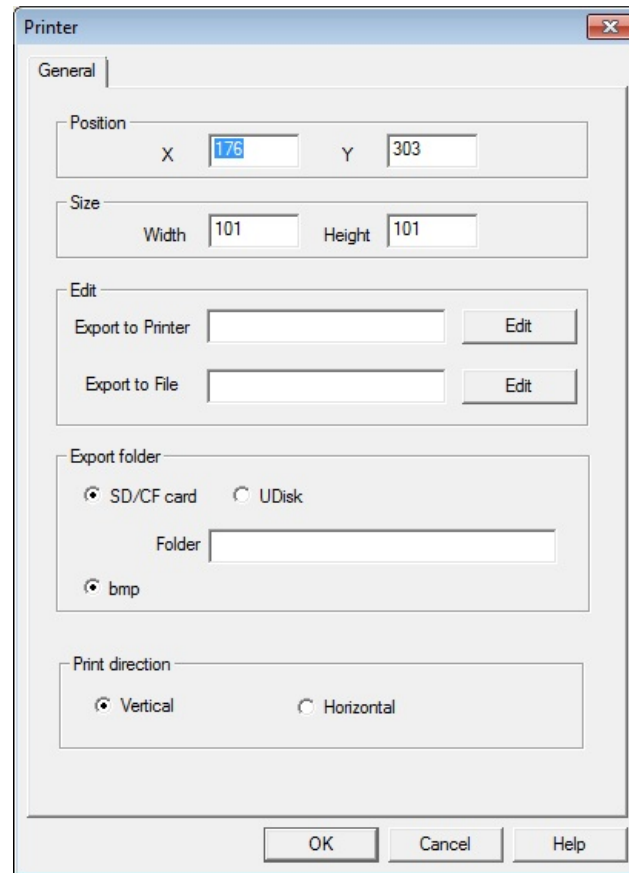 Printer
General
Position
X 176 Y 303
Size
Width 101 Height 101
Edit
Export to Printer Edit
Export to File Edit
Export folder
SD/CF card UDisk
Folder
bmp
Print direction
Vertical Horizontal
OK Cancel Help